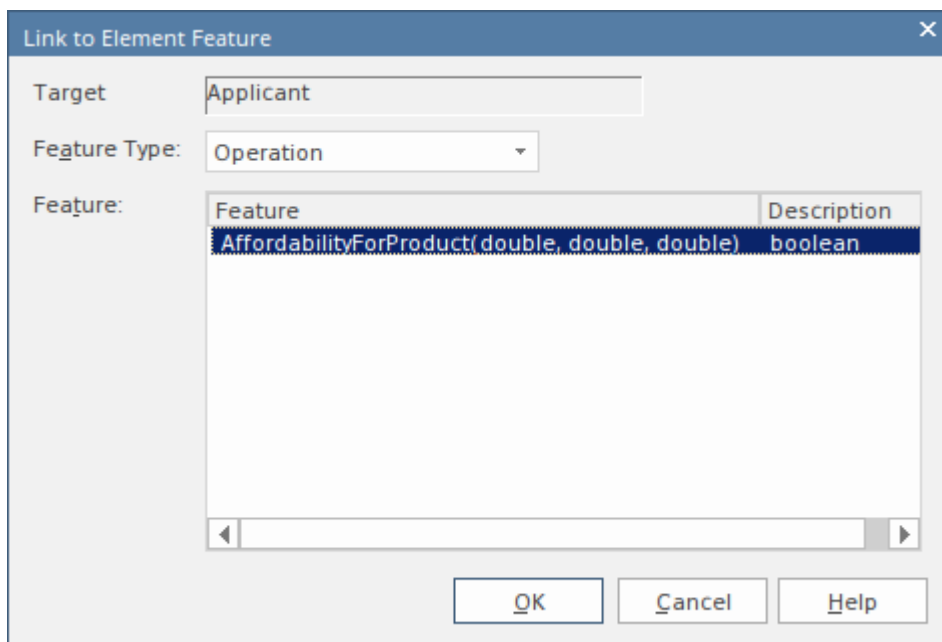 Link to Element Feature
Target Applicant
Feature Type: Operation
Feature: Feature Description
AffordabilityForProduct(double, double, double) boolean
OK Cancel Help